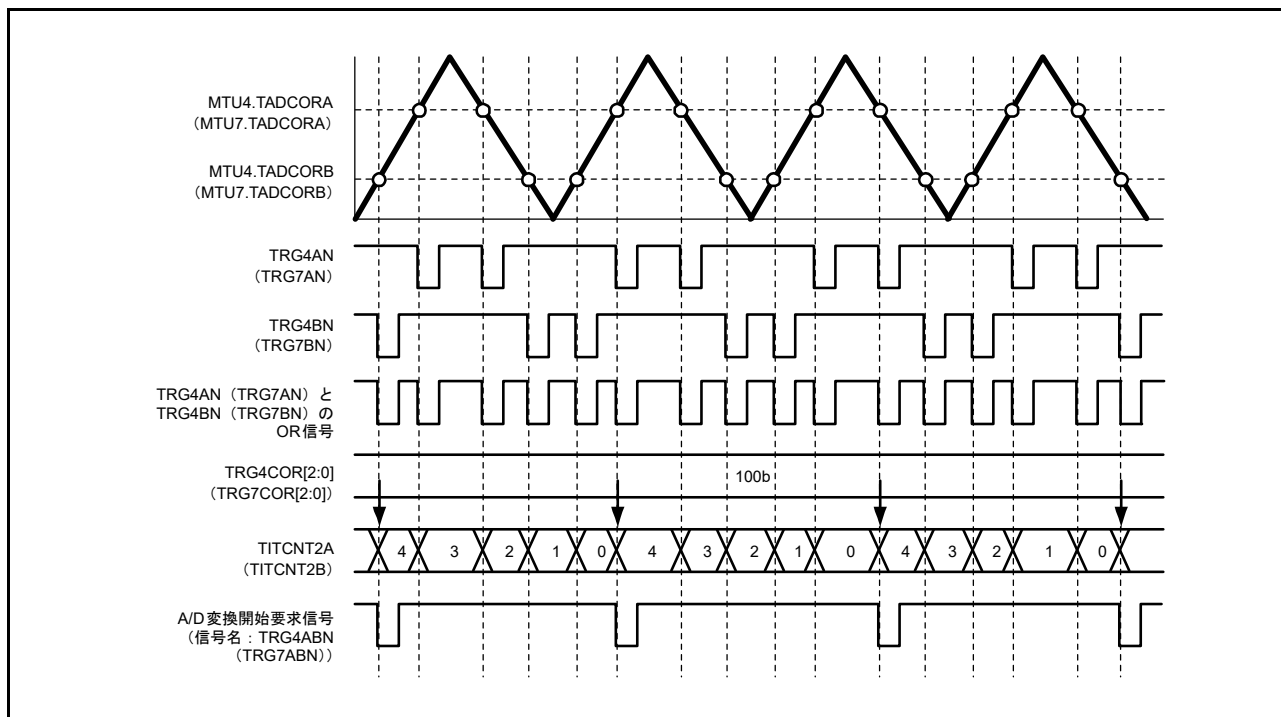 MTU4.TADCORA
（MTU7.TADCORA）
MTU4.TADCORB
（MTU7.TADCORB）
TRG4AN
（TRG7AN）
TRG4BN
（TRG7BN）
TRG4AN（TRG7AN）と
TRG4BN（TRG7BN）の
OR信号
TRG4COR[2:0]
（TRG7COR[2:0]）
100b
TITCNT2A
（TITCNT2B）
4 3 2 1 0 4 3 2 1 0 4 3 2 1 0
A/D変換開始要求信号
（信号名：TRG4ABN
（TRG7ABN））